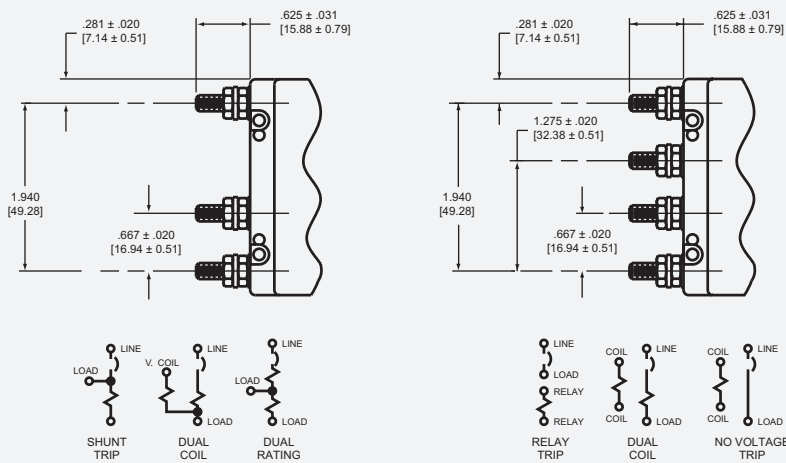 .281 ± .020
[7.14 ± 0.51]
.625 ± .031
[15.88 ± 0.79]
1.940
[49.28]
.667 ± .020
[16.94 ± 0.51]
.281 ± .020
[7.14 ± 0.51]
.625 ± .031
[15.88 ± 0.79]
1.275 ± .020
[32.38 ± 0.51]
1.940
[49.28]
.667 ± .020
[16.94 ± 0.51]
LINE
LOAD
SHUNT
TRIP
V. COIL
LINE
LOAD
DUAL
COIL
LINE
LOAD
LOAD
DUAL
RATING
LINE
LOAD
RELAY
RELAY
RELAY
TRIP
COIL
LINE
COIL
LOAD
DUAL
COIL
COIL
LINE
COIL
LOAD
NO VOLTAGE
TRIP